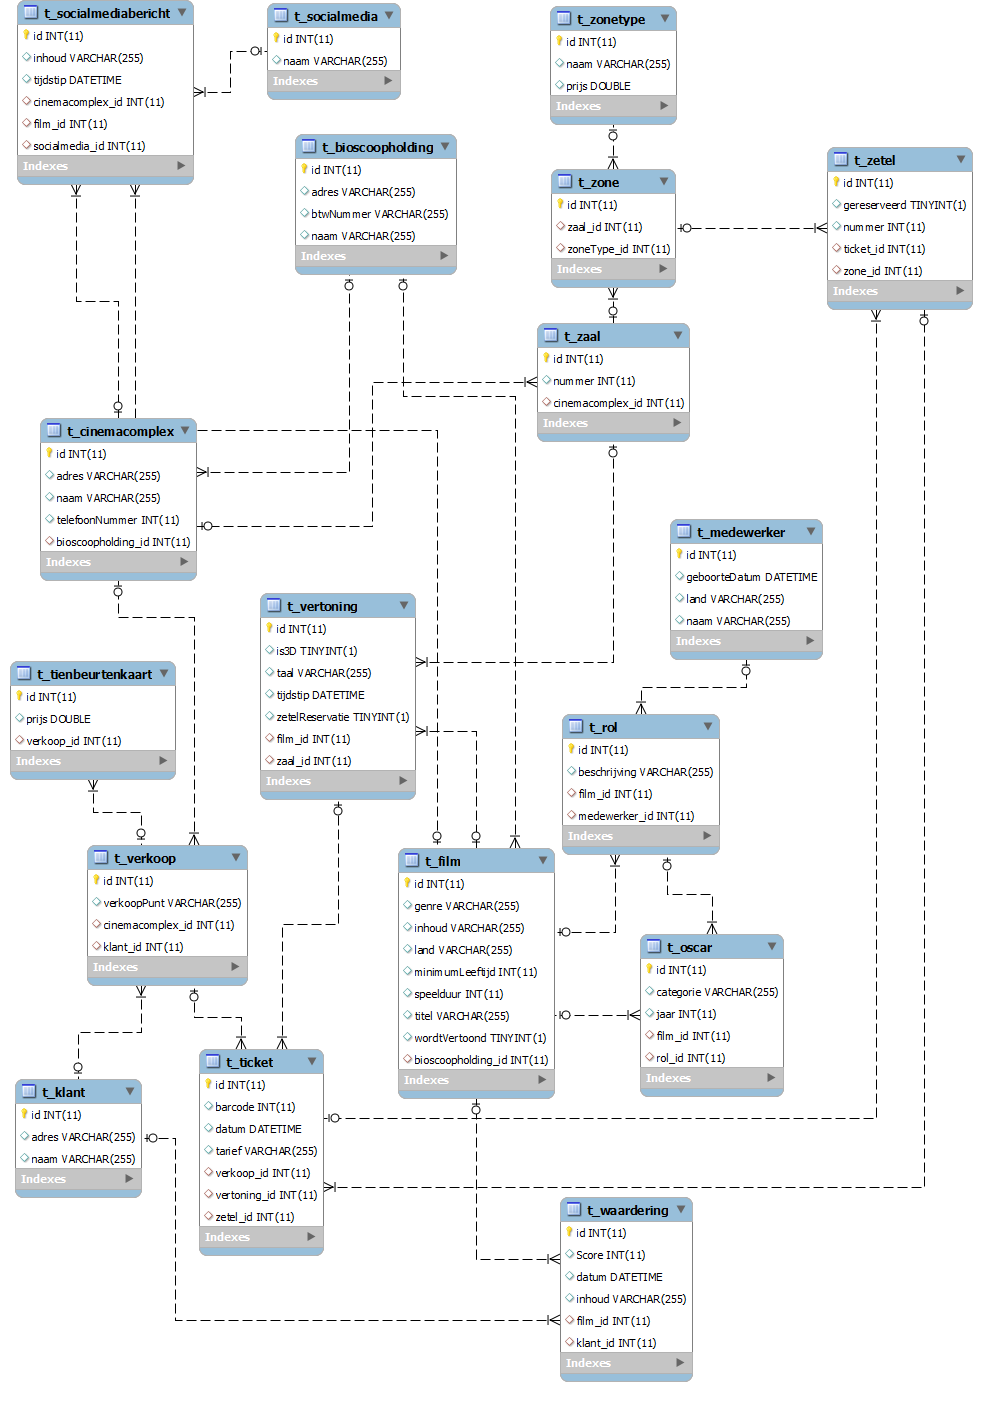 t_socialmediabericht
id INT(11)
inhoud VARCHAR(255)
tijdstip DATETIME
cinemacomplex_id INT(11)
film_id INT(11)
socialmedia_id INT(11)
Indexes
t_socialmedia
id INT(11)
naam VARCHAR(255)
Indexes
t_zonetype
id INT(11)
naam VARCHAR(255)
prijs DOUBLE
Indexes
t_bioscoopholding
id INT(11)
adres VARCHAR(255)
btwNummer VARCHAR(255)
naam VARCHAR(255)
Indexes
t_zone
id INT(11)
zaal_id INT(11)
zoneType_id INT(11)
Indexes
t_zetel
id INT(11)
gereserveerd TINYINT(1)
nummer INT(11)
ticket_id INT(11)
zone_id INT(11)
Indexes
t_zaal
id INT(11)
nummer INT(11)
cinemacomplex_id INT(11)
Indexes
t_cinemacomplex
id INT(11)
adres VARCHAR(255)
naam VARCHAR(255)
telefoonNummer INT(11)
bioscoopholding_id INT(11)
Indexes
t_medewerker
id INT(11)
geboorteDatum DATETIME
land VARCHAR(255)
naam VARCHAR(255)
Indexes
t_vertoning
id INT(11)
is3D TINYINT(1)
taal VARCHAR(255)
tijdstip DATETIME
zetelReservatie TINYINT(1)
film_id INT(11)
zaal_id INT(11)
Indexes
t_tienbeurtenkaart
id INT(11)
prijs DOUBLE
verkoop_id INT(11)
Indexes
t_rol
id INT(11)
beschrijving VARCHAR(255)
film_id INT(11)
medewerker_id INT(11)
Indexes
t_verkoop
id INT(11)
verkoopPunt VARCHAR(255)
cinemacomplex_id INT(11)
klant_id INT(11)
Indexes
t_film
id INT(11)
genre VARCHAR(255)
inhoud VARCHAR(255)
land VARCHAR(255)
minimumLeeftijd INT(11)
speelduur INT(11)
titel VARCHAR(255)
wordtVertoond TINYINT(1)
bioscoopholding_id INT(11)
Indexes
t_oscar
id INT(11)
categorie VARCHAR(255)
jaar INT(11)
film_id INT(11)
rol_id INT(11)
Indexes
t_klant
id INT(11)
adres VARCHAR(255)
naam VARCHAR(255)
Indexes
t_ticket
id INT(11)
barcode INT(11)
datum DATETIME
tarief VARCHAR(255)
verkoop_id INT(11)
vertoning_id INT(11)
zetel_id INT(11)
Indexes
t_waardering
id INT(11)
Score INT(11)
datum DATETIME
inhoud VARCHAR(255)
film_id INT(11)
klant_id INT(11)
Indexes